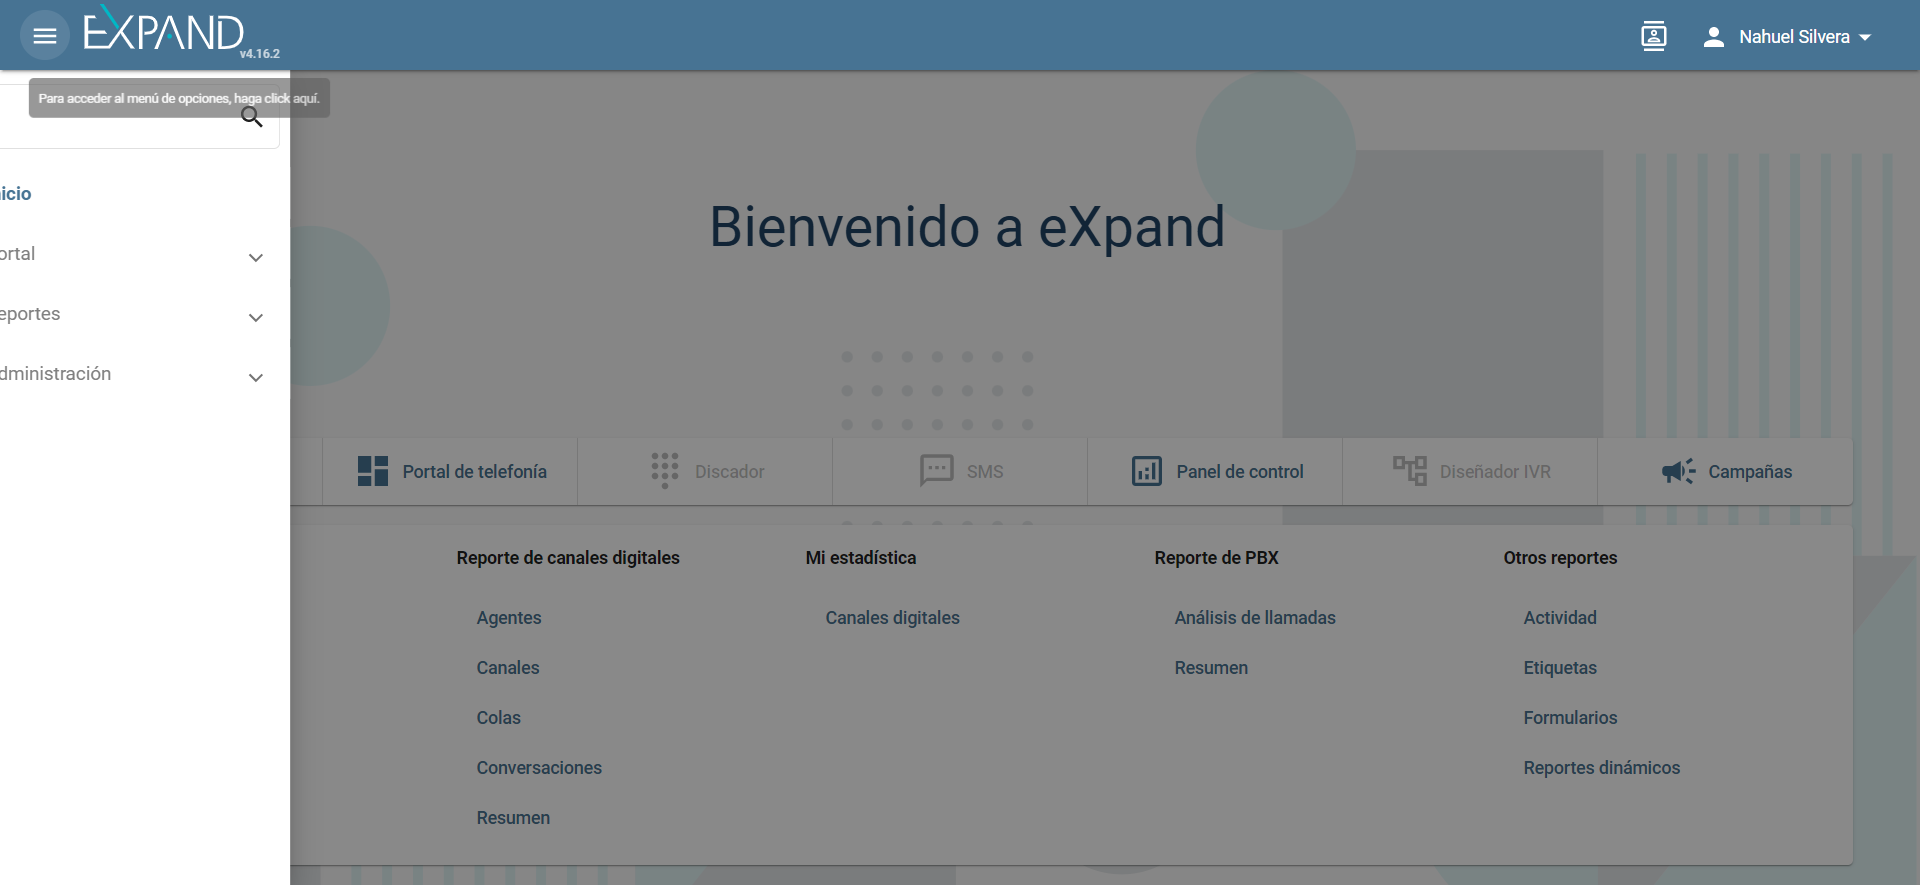 EXPAND
v4.16.2
Nahuel Silvera
Para acceder al menú de opciones, haga click aquí.
icio
ortal
eportes
dministración
Bienvenido a eXpand
Portal de telefonía
Discador
SMS
Panel de control
Diseñador IVR
Campañas
Reporte de canales digitales
Agentes
Canales
Colas
Conversaciones
Resumen
Mi estadística
Canales digitales
Reporte de PBX
Análisis de llamadas
Resumen
Otros reportes
Actividad
Etiquetas
Formularios
Reportes dinámicos